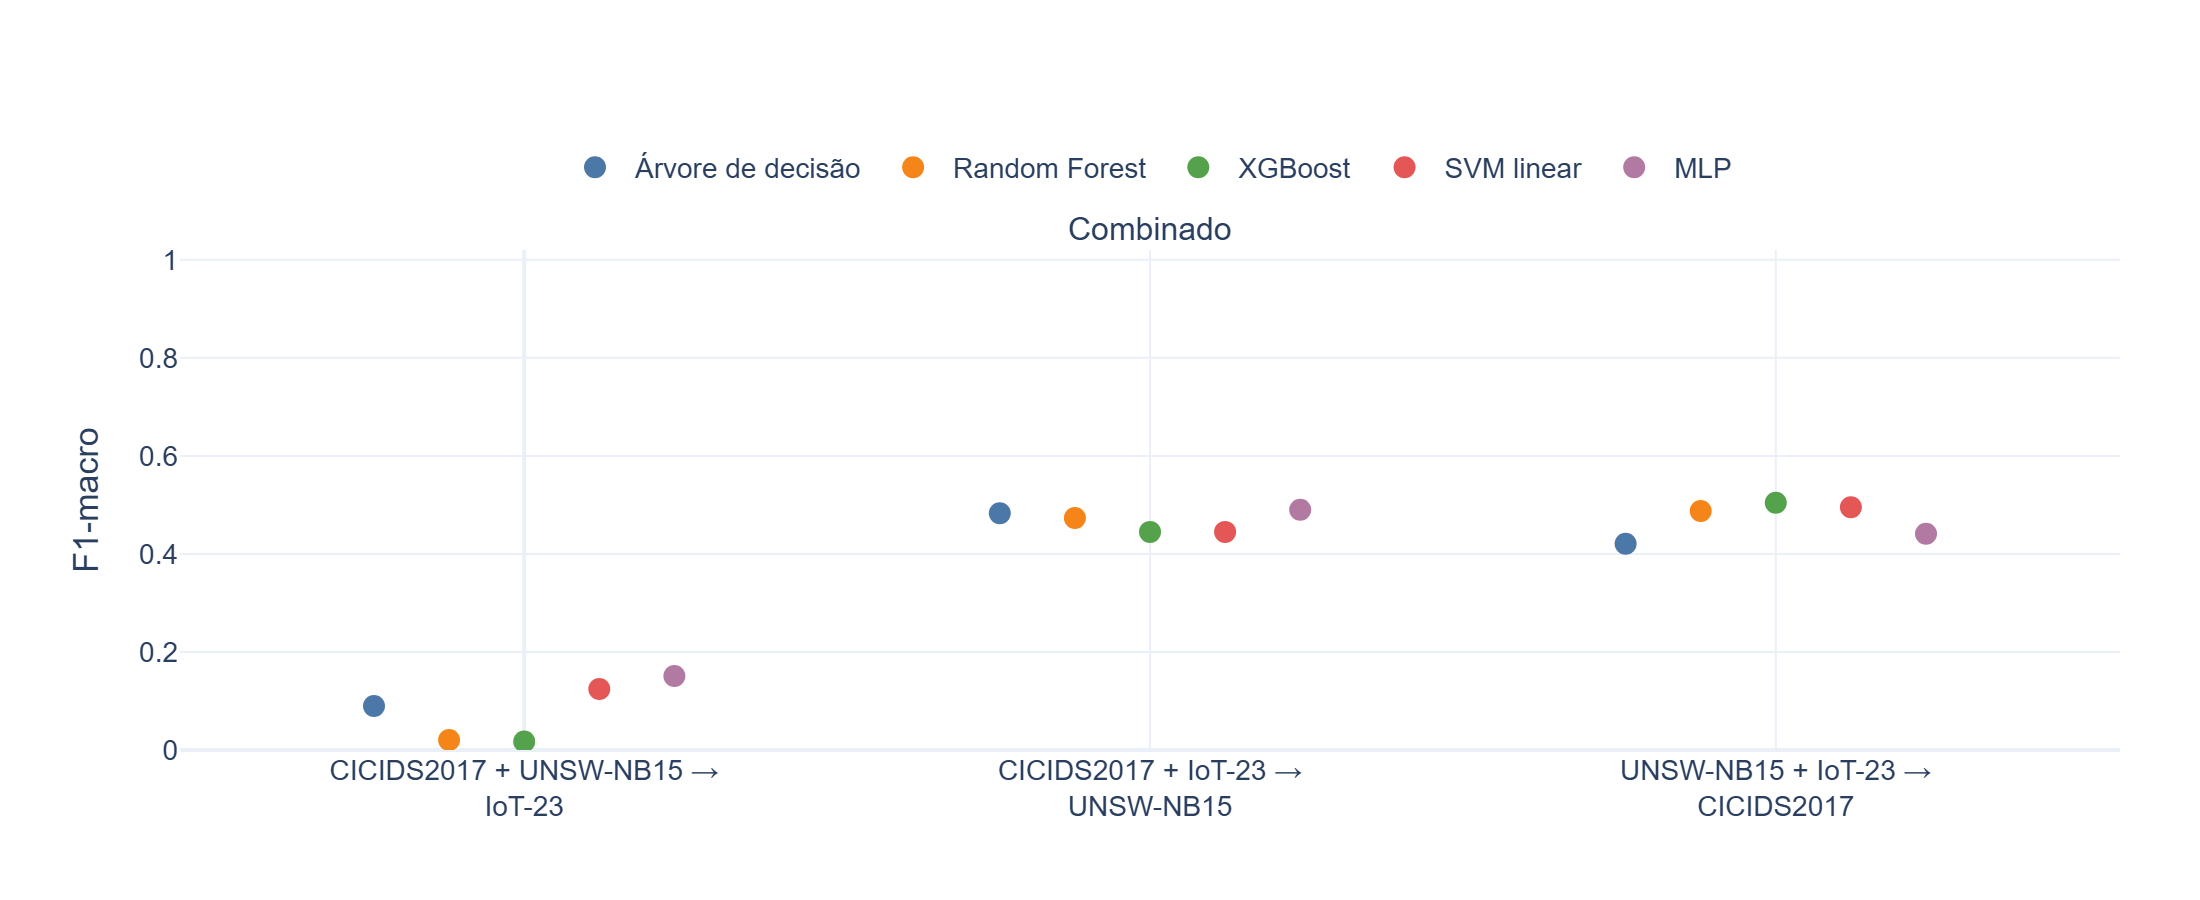 Árvore de decisão Random Forest XGBoost SVM linear MLP
Combinado
1
0.8
0.6
0.4
0.2
0
F1-macro
CICIDS2017 + UNSW-NB15 →
IoT-23
CICIDS2017 + IoT-23 →
UNSW-NB15
UNSW-NB15 + IoT-23 →
CICIDS2017